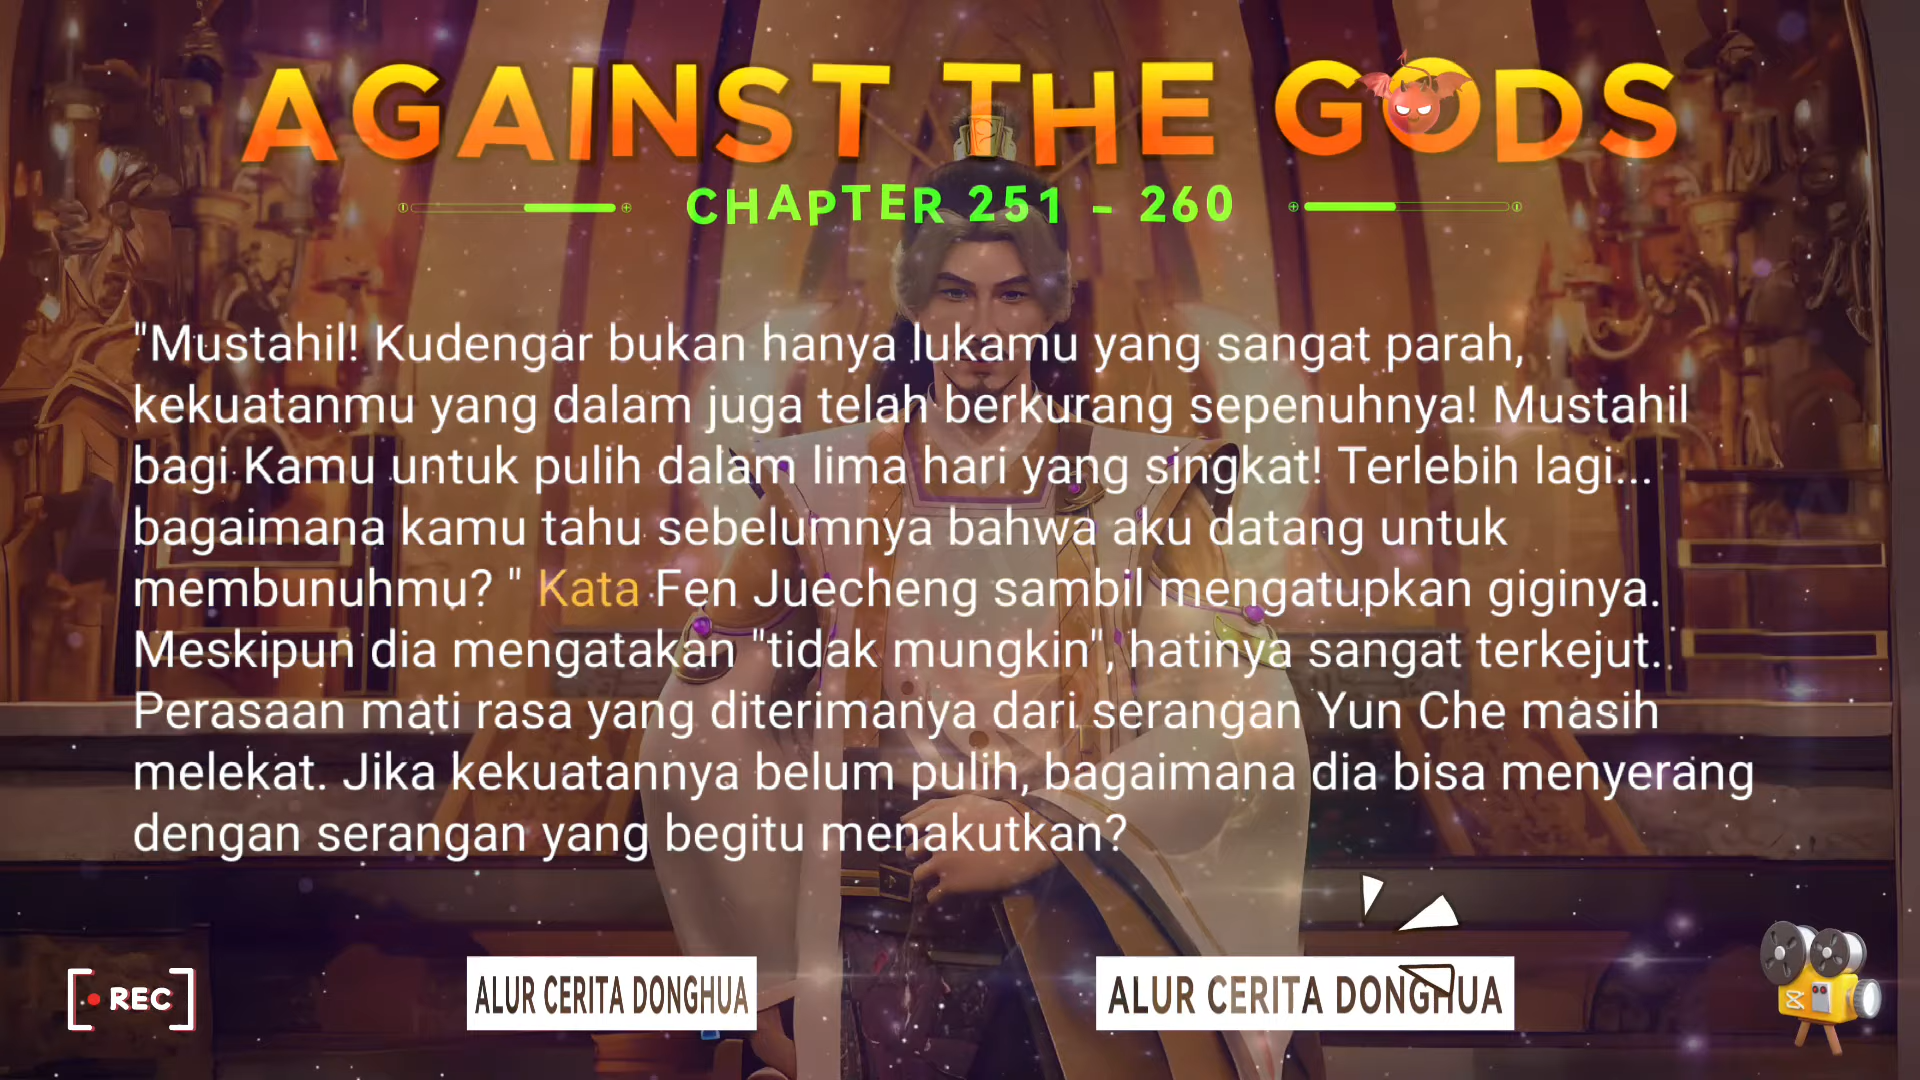 AGAINST THE GODS
CHAPTER 251 - 260
"Mustahil! Kudengar bukan hanya lukamu yang sangat parah,
kekuatanmu yang dalam juga telah berkurang sepenuhnya! Mustahil
bagi Kamu untuk pulih dalam lima hari yang singkat! Terlebih lagi...
bagaimana kamu tahu sebelumnya bahwa aku datang untuk
membunuhmu? " Kata Fen Juecheng sambil mengatupkan giginya.
Meskipun dia mengatakan "tidak mungkin", hatinya sangat terkejut.
Perasaan mati rasa yang diterimanya dari serangan Yun Che masih
melekat. Jika kekuatannya belum pulih, bagaimana dia bisa menyerang
dengan serangan yang begitu menakutkan?
REC
ALUR CERITA DONGHUA
ALUR CERITA DONGHUA